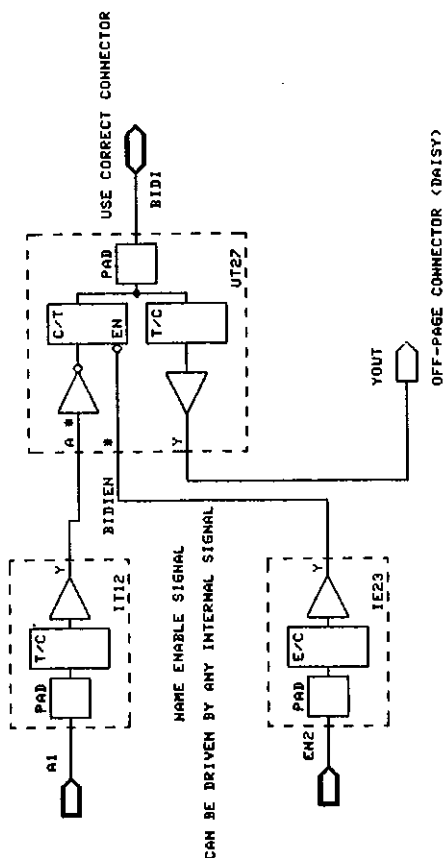 USE CORRECT CONNECTOR
BIDI
PAD
C/T
EN
T/C
UT27
A *
*
Y
BIDIEN
YOUT
OFF-PAGE CONNECTOR (DAISY)
A1
PAD
T/C
Y
IT12
NAME ENABLE SIGNAL
CAN BE DRIVEN BY ANY INTERNAL SIGNAL
EN2
PAD
E/C
Y
IE23